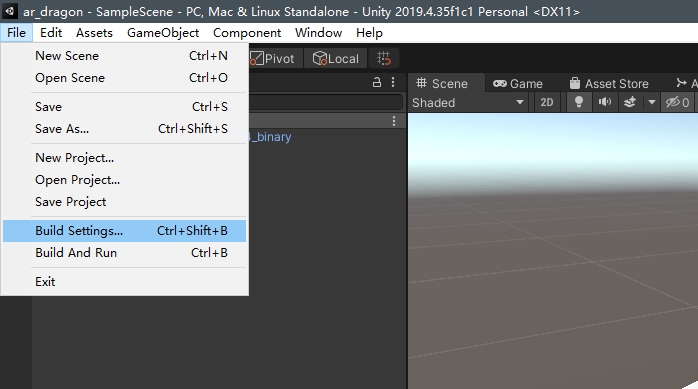 ar_dragon - SampleScene - PC, Mac & Linux Standalone - Unity 2019.4.35f1c1 Personal <DX11>
File Edit Assets GameObject Component Window Help
New Scene Ctrl+N
Open Scene Ctrl+O
Save Ctrl+S
Save As... Ctrl+Shift+S
New Project...
Open Project...
Save Project
Build Settings... Ctrl+Shift+B
Build And Run Ctrl+B
Exit
Pivot Local
Scene Game Asset Store
Shaded 2D 0
_binary